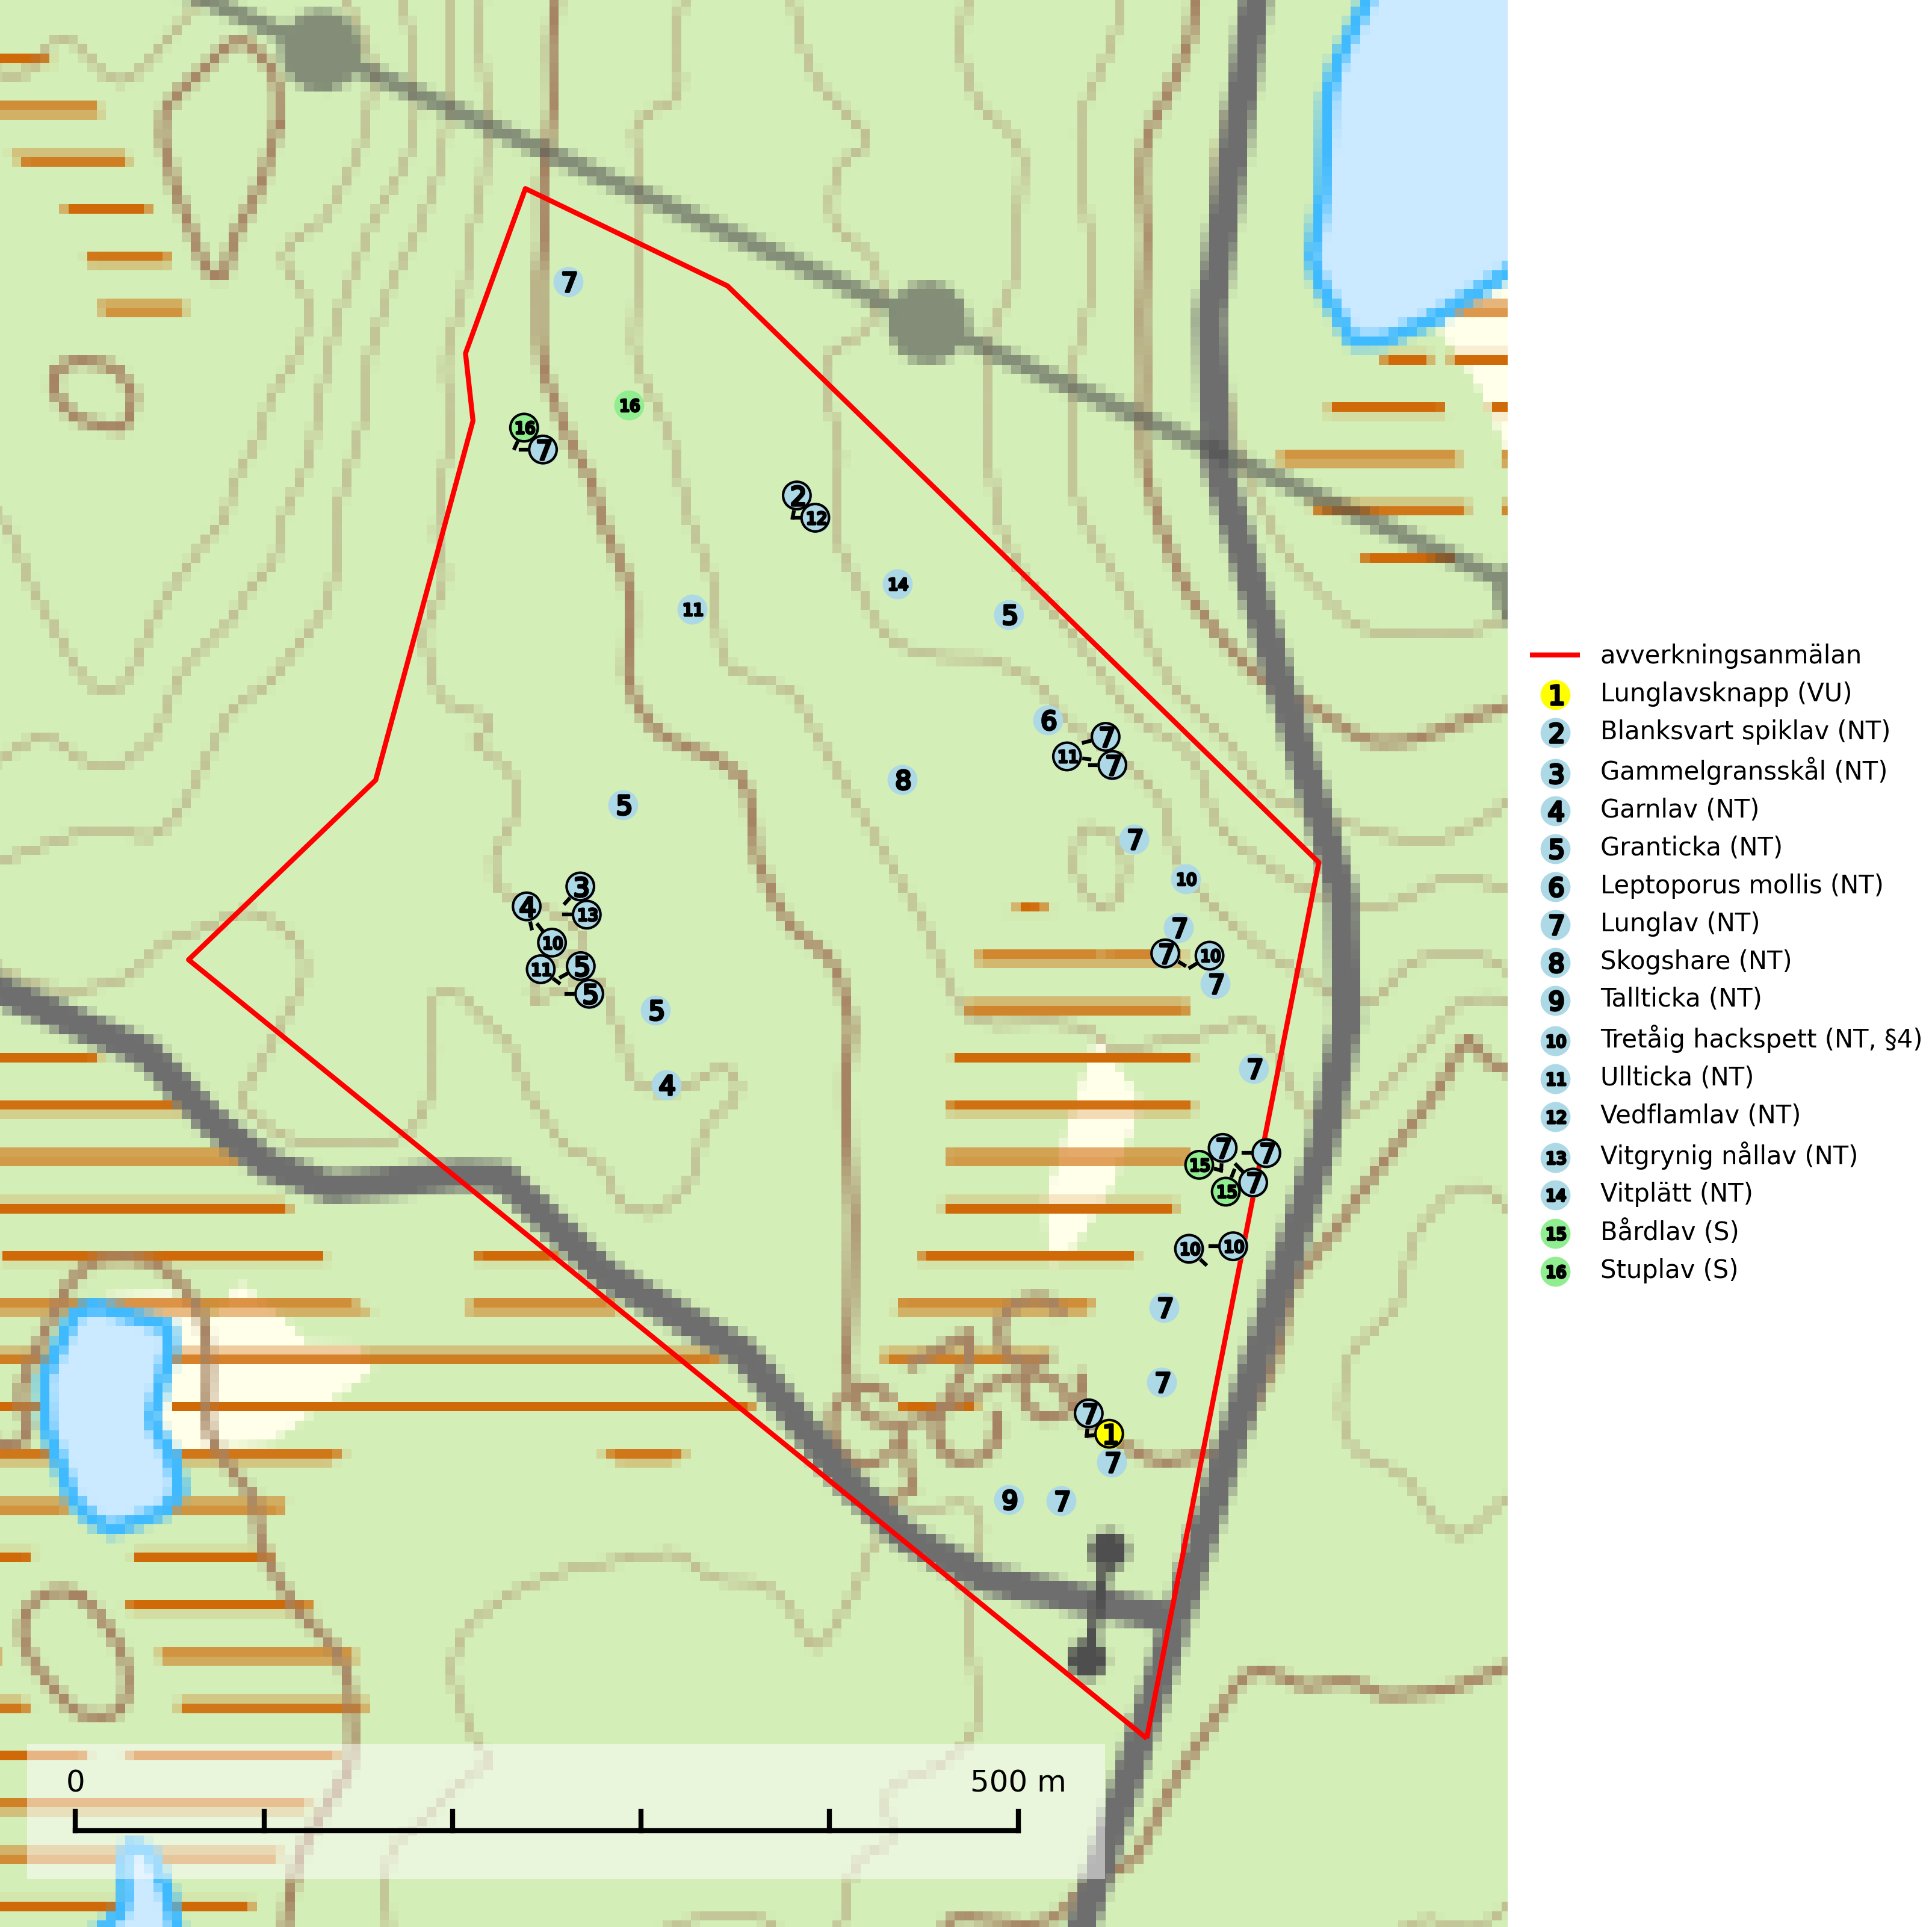 7
16
16
7
2
12
14
11
5
6
7
11
7
8
5
7
10
3
4
13
7
10
7
10
11
5
7
5
5
7
4
7
7
15
7
15
10
10
7
7
7
1
7
9
7
0
500 m
avverkningsanmälan
1 Lunglavsknapp (VU)
2 Blanksvart spiklav (NT)
3 Gammelgransskål (NT)
4 Garnlav (NT)
5 Granticka (NT)
6 Leptoporus mollis (NT)
7 Lunglav (NT)
8 Skogshare (NT)
9 Tallticka (NT)
10 Tretåig hackspett (NT, §4)
11 Ullticka (NT)
12 Vedflamlav (NT)
13 Vitgrynig nållav (NT)
14 Vitplätt (NT)
15 Bårdlav (S)
16 Stuplav (S)